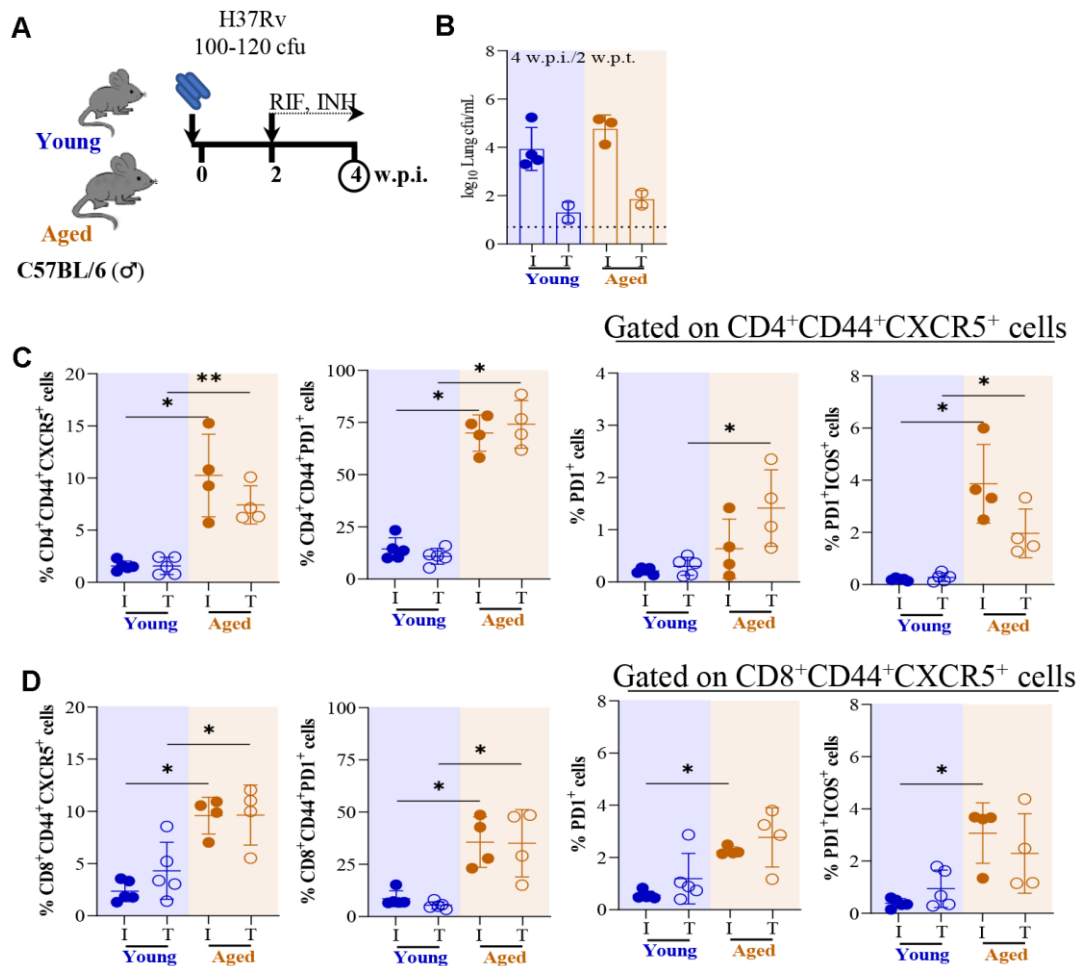 A
H37Rv
100-120 cfu
RIF, INH
Young
0 2 4 w.p.i.
Aged
C57BL/6 (♂)
B
4 w.p.i./2 w.p.t.
log10 Lung cfu/mL
8
6
4
2
0
I T I T
Young Aged
Gated on CD4+CD44+CXCR5+ cells
C
% CD4+CD44+CXCR5+ cells
20
15
10
5
0
* **
I T I T
Young Aged
% CD4+CD44+PD1+ cells
100
75
50
25
0
* *
I T I T
Young Aged
% PD1+ cells
4
3
2
1
0
*
I T I T
Young Aged
% PD1+ICOS+ cells
8
6
4
2
0
* *
I T I T
Young Aged
Gated on CD8+CD44+CXCR5+ cells
D
% CD8+CD44+CXCR5+ cells
20
15
10
5
0
* *
I T I T
Young Aged
% CD8+CD44+PD1+ cells
100
75
50
25
0
* *
I T I T
Young Aged
% PD1+ cells
8
6
4
2
0
*
I T I T
Young Aged
% PD1+ICOS+ cells
8
6
4
2
0
*
I T I T
Young Aged